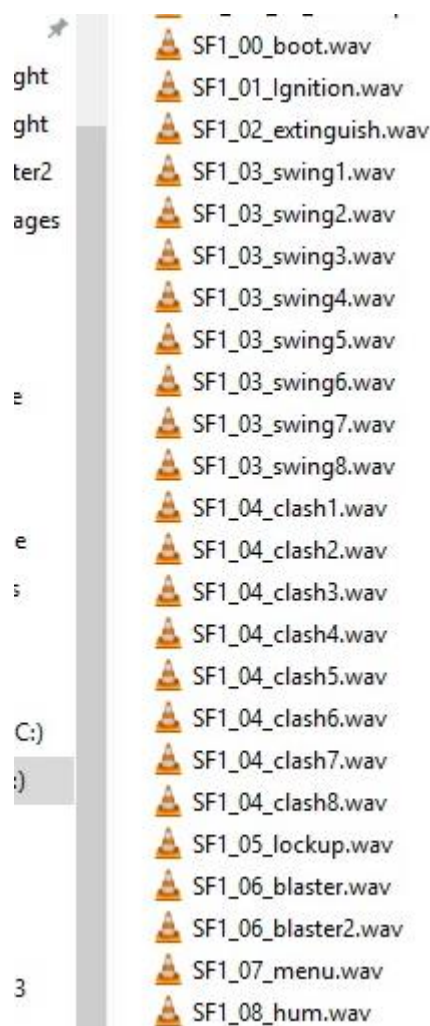 SF1_00_boot.wav
SF1_01_Ignition.wav
SF1_02_extinguish.wav
SF1_03_swing1.wav
SF1_03_swing2.wav
SF1_03_swing3.wav
SF1_03_swing4.wav
SF1_03_swing5.wav
SF1_03_swing6.wav
SF1_03_swing7.wav
SF1_03_swing8.wav
SF1_04_clash1.wav
SF1_04_clash2.wav
SF1_04_clash3.wav
SF1_04_clash4.wav
SF1_04_clash5.wav
SF1_04_clash6.wav
SF1_04_clash7.wav
SF1_04_clash8.wav
SF1_05_lockup.wav
SF1_06_blaster.wav
SF1_06_blaster2.wav
SF1_07_menu.wav
SF1_08_hum.wav
ght
ght
ter2
ages
e
e
s
C:)
:)
3